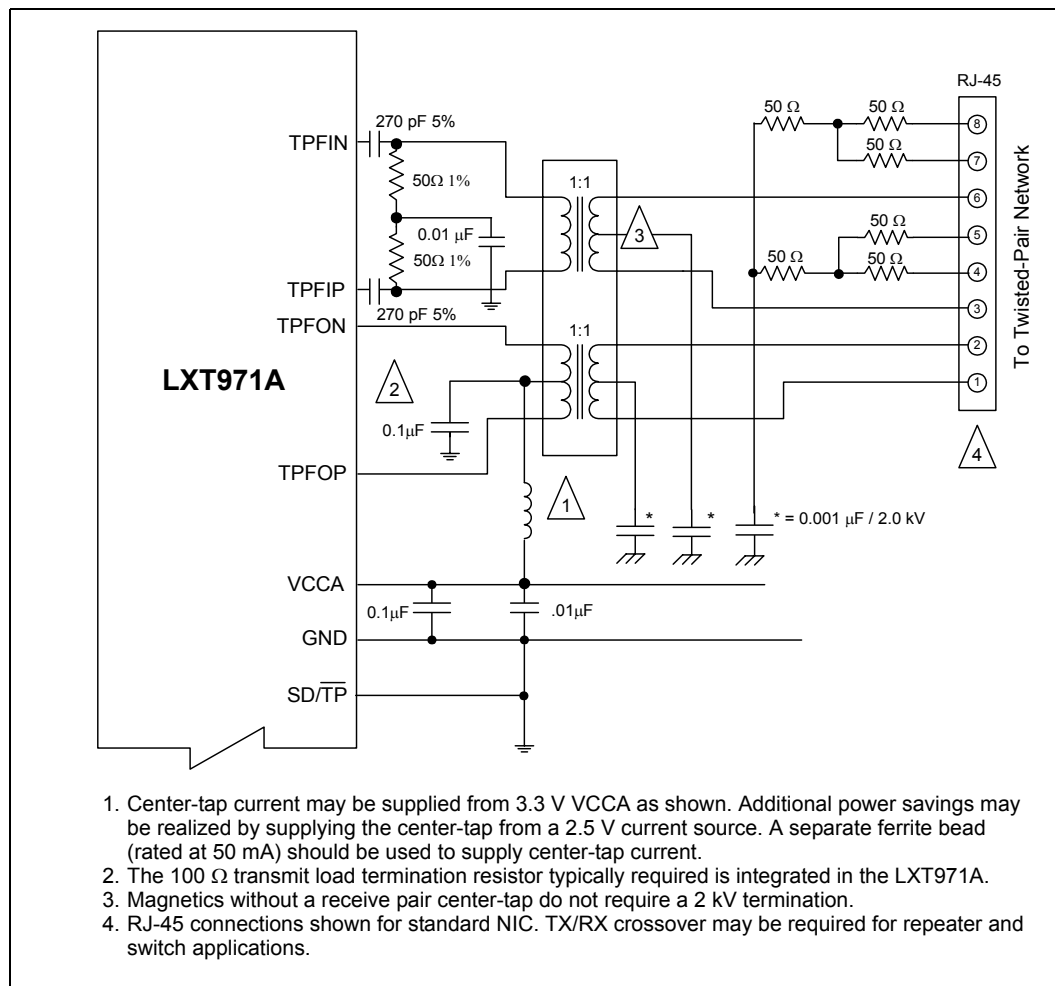 RJ-45
50 Ω
50 Ω
8
270 pF 5%
TPFIN
50 Ω
7
50Ω 1%
1:1
6
3
50 Ω
5
0.01 μF
50Ω 1%
50 Ω
50 Ω
4
TPFIP
270 pF 5%
3
TPFON
1:1
2
LXT971A
2
1
To Twisted-Pair Network
0.1μF
4
TPFOP
1
*
*
* = 0.001 μF / 2.0 kV
VCCA
0.1μF
.01μF
GND
SD/T̅P̅
1. Center-tap current may be supplied from 3.3 V VCCA as shown. Additional power savings may
be realized by supplying the center-tap from a 2.5 V current source. A separate ferrite bead
(rated at 50 mA) should be used to supply center-tap current.
2. The 100 Ω transmit load termination resistor typically required is integrated in the LXT971A.
3. Magnetics without a receive pair center-tap do not require a 2 kV termination.
4. RJ-45 connections shown for standard NIC. TX/RX crossover may be required for repeater and
switch applications.